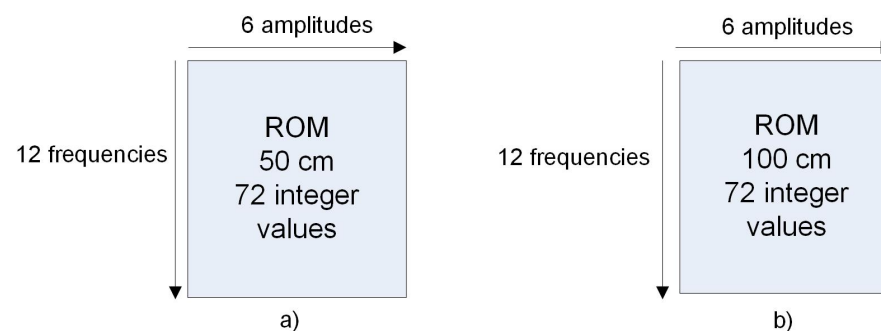 6 amplitudes
12 frequencies
ROM
50 cm
72 integer
values
a)
6 amplitudes
12 frequencies
ROM
100 cm
72 integer
values
b)